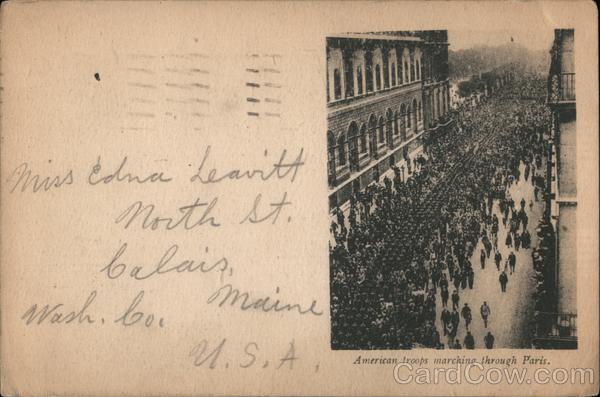 Miss Edna Leavitt
North St.
Calais,
Maine
Wash. Co.
U.S.A.
American troops marching through Paris.
CardCow.com